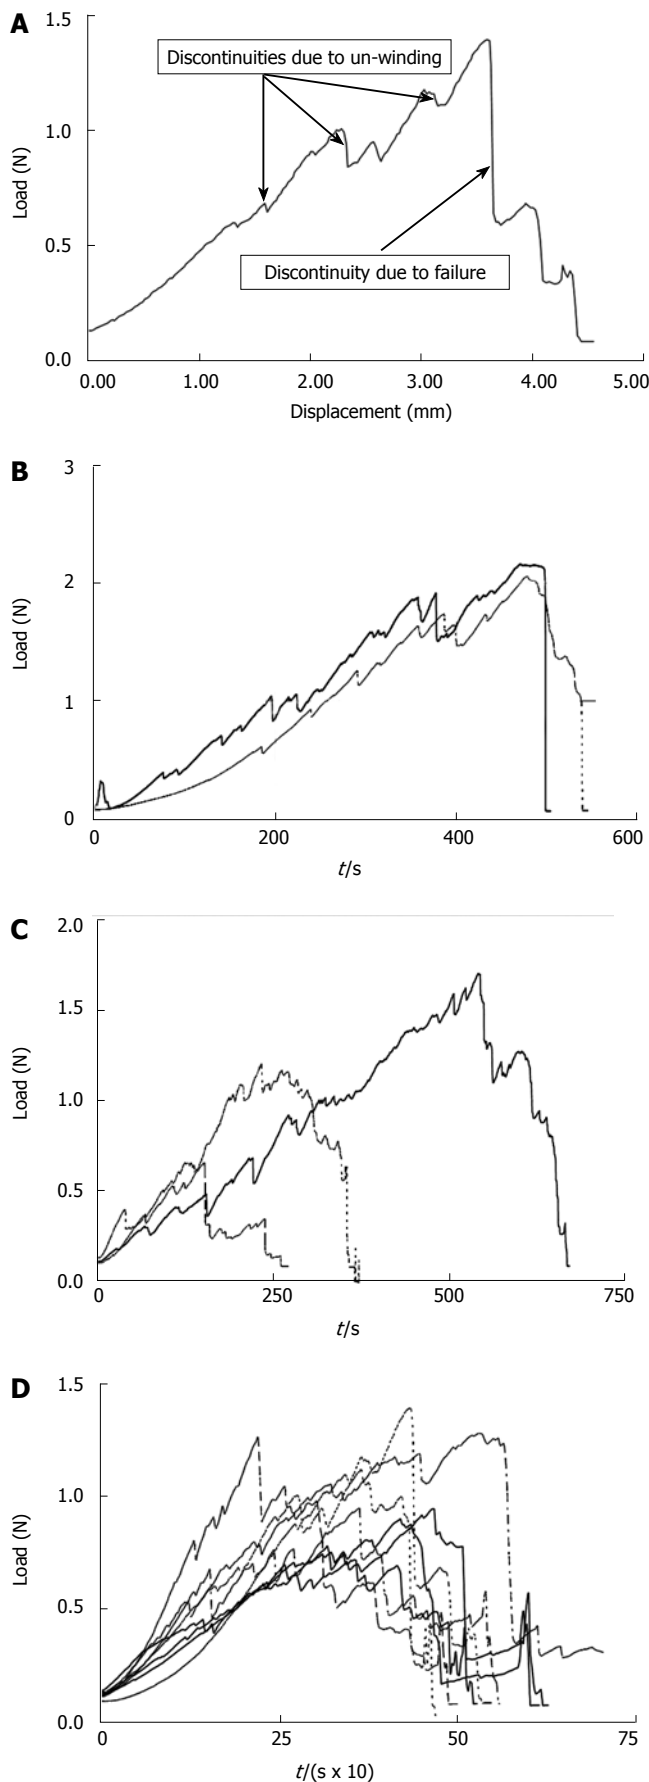 A
1.5
Discontinuities due to un-winding
1.0
Load (N)
0.5
Discontinuity due to failure
0.0
0.00 1.00 2.00 3.00 4.00 5.00
Displacement (mm)
B
3
2
Load (N)
1
0
0 200 400 600
t/s
C
2.0
1.5
Load (N)
1.0
0.5
0.0
0 250 500 750
t/s
D
1.5
1.0
Load (N)
0.5
0.0
0 25 50 75
t/(s x 10)